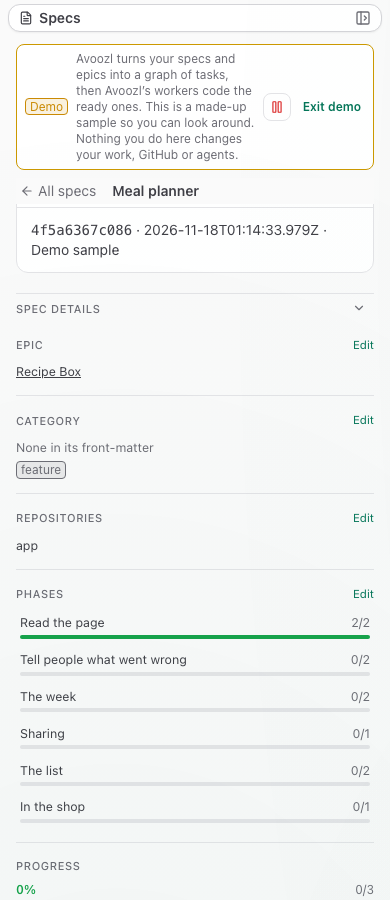 Specs
Demo
Avoozl turns your specs and
epics into a graph of tasks,
then Avoozl's workers code the
ready ones. This is a made-up
sample so you can look around.
Nothing you do here changes
your work, GitHub or agents.
Exit demo
← All specs Meal planner
4f5a6367c086 · 2026-11-18T01:14:33.979Z ·
Demo sample
SPEC DETAILS
EPIC Edit
Recipe Box
CATEGORY Edit
None in its front-matter
feature
REPOSITORIES Edit
app
PHASES Edit
Read the page 2/2
Tell people what went wrong 0/2
The week 0/2
Sharing 0/1
The list 0/2
In the shop 0/1
PROGRESS
0% 0/3